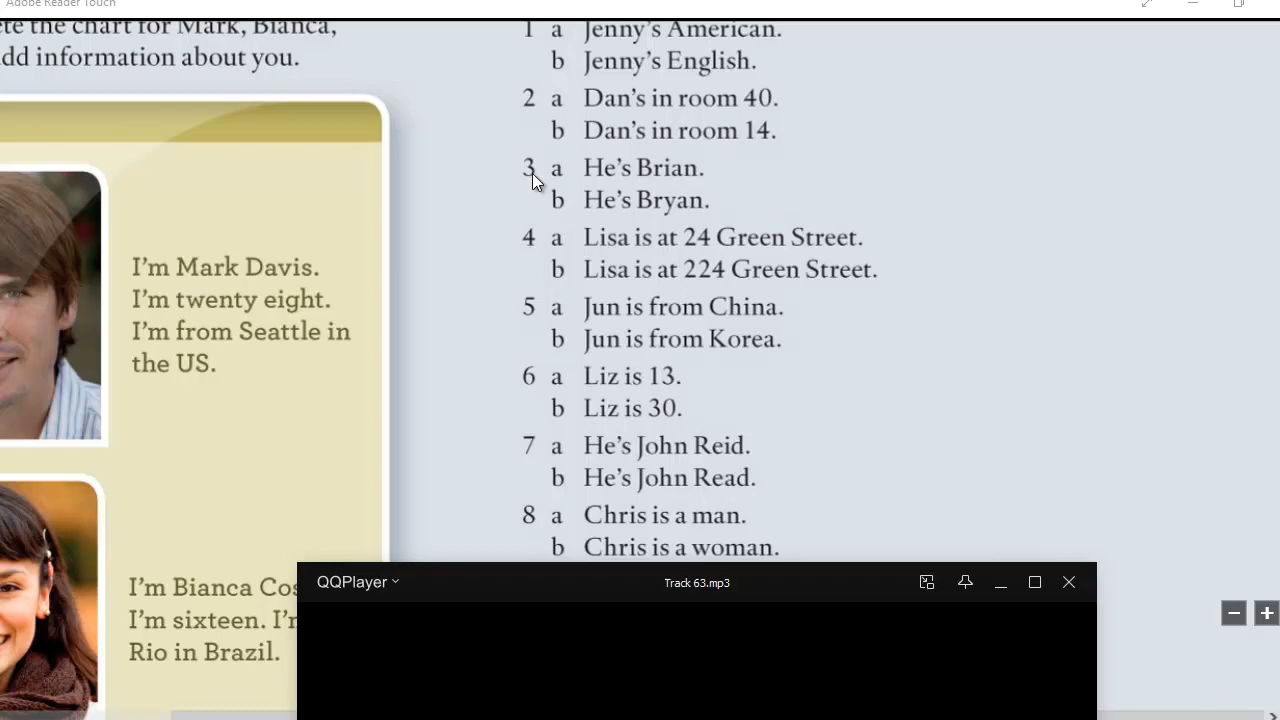 Adobe Reader Touch
ete the chart for Mark, Bianca,
add information about you.
I'm Mark Davis.
I'm twenty eight.
I'm from Seattle in
the US.
I'm Bianca Cos
I'm sixteen. I'm
Rio in Brazil.
1 a Jenny's American.
b Jenny's English.
2 a Dan's in room 40.
b Dan's in room 14.
3 a He's Brian.
b He's Bryan.
4 a Lisa is at 24 Green Street.
b Lisa is at 224 Green Street.
5 a Jun is from China.
b Jun is from Korea.
6 a Liz is 13.
b Liz is 30.
7 a He's John Reid.
b He's John Read.
8 a Chris is a man.
b Chris is a woman.
QQPlayer
Track 63.mp3